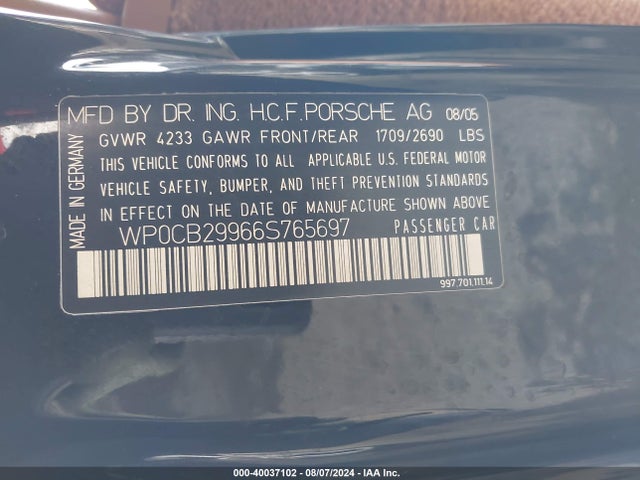 MFD BY DR. ING. H.C.F.PORSCHE AG 08/05
MADE IN GERMANY
GVWR 4233 GAWR FRONT/REAR 1709/2690 LBS
THIS VEHICLE CONFORMS TO ALL APPLICABLE U.S. FEDERAL MOTOR
VEHICLE SAFETY, BUMPER, AND THEFT PREVENTION STANDARDS
IN EFFECT ON THE DATE OF MANUFACTURE SHOWN ABOVE
WP0CB29966S765697 PASSENGER CAR
997.701.111.14
000-40037102 - 08/07/2024 - IAA Inc.